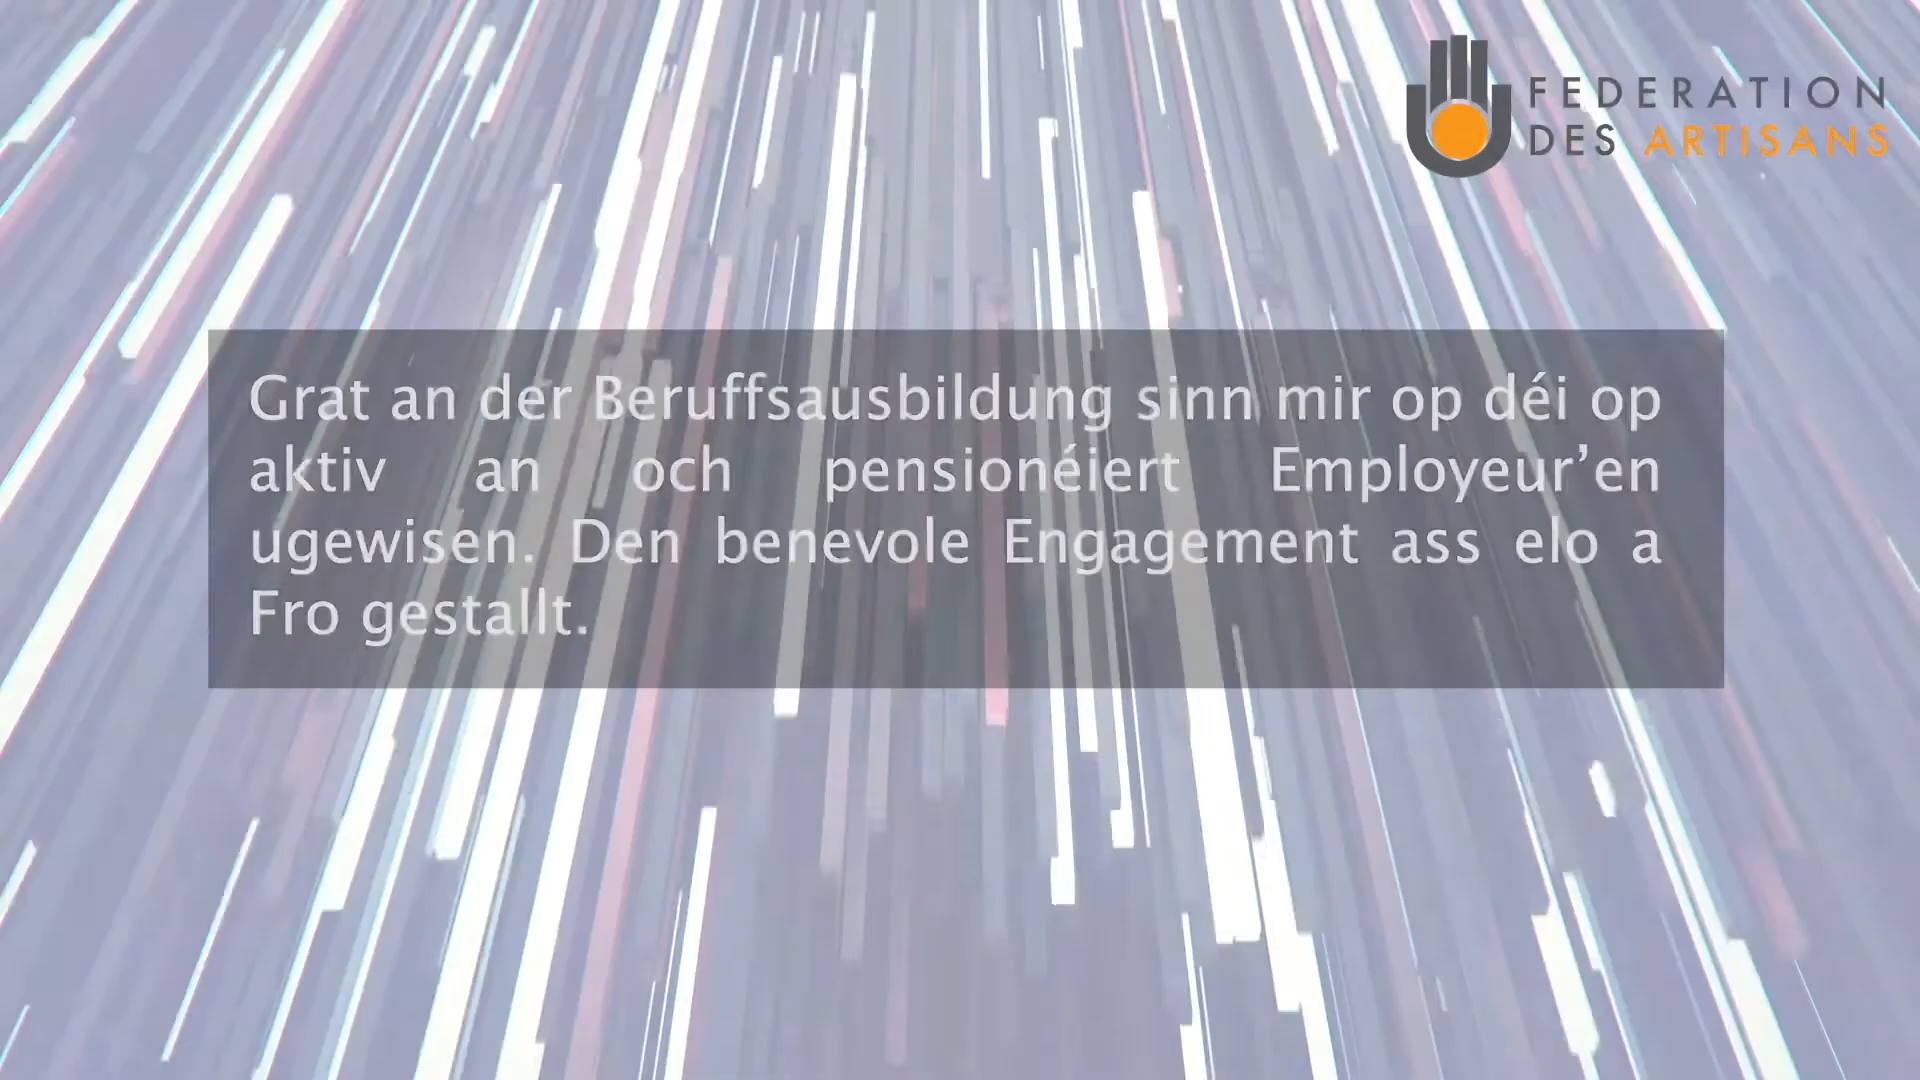 FEDERATION
DES ARTISANS
Grat an der Beruffsausbildung sinn mir op déi op
aktiv an och pensionéiert Employeur’en
ugewisen. Den benevole Engagement ass elo a
Fro gestallt.